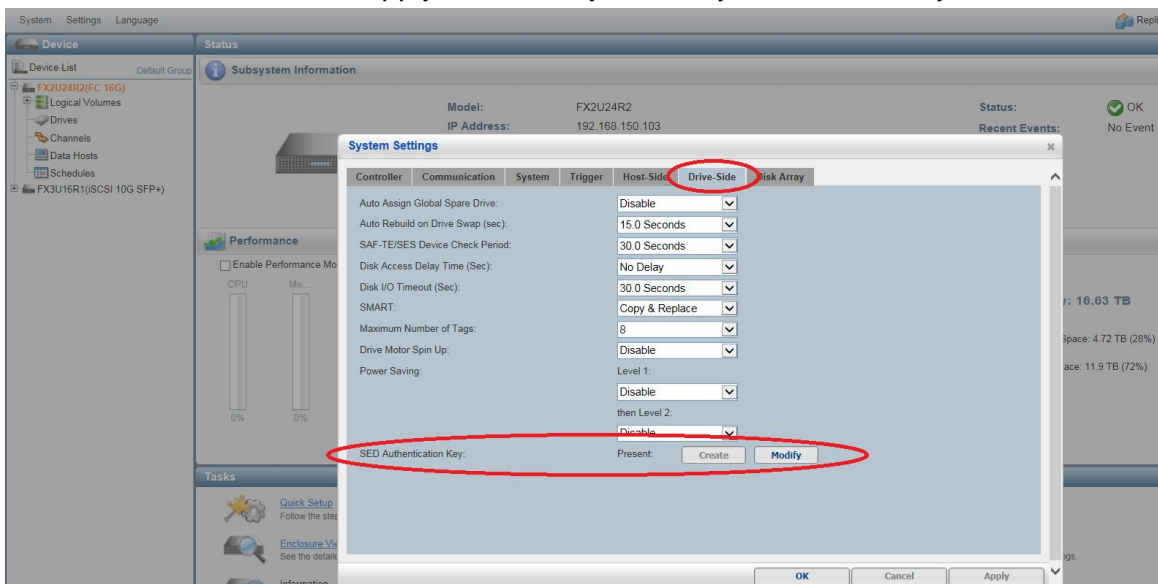 System Settings Language
Device
Status
Device List Default Group
Subsystem Information
FX2U24R2(FC 16G)
Logical Volumes
Drives
Channels
Data Hosts
Schedules
FX3U16R1(iSCSI 10G SFP+)
Model: FX2U24R2 Status: OK
IP Address: 192.168.150.103 Recent Events: No Event
System Settings
Controller Communication System Trigger Host-Side Drive-Side Disk Array
Auto Assign Global Spare Drive: Disable
Auto Rebuild on Drive Swap (sec): 15.0 Seconds
SAF-TE/SES Device Check Period: 30.0 Seconds
Disk Access Delay Time (Sec): No Delay
Disk I/O Timeout (Sec): 30.0 Seconds
SMART: Copy & Replace
Maximum Number of Tags: 8
Drive Motor Spin Up: Disable
Power Saving: Level 1:
Disable
then Level 2:
Disable
SED Authentication Key: Present: Create Modify
OK Cancel Apply
Performance
Enable Performance Mo
CPU Me...
0% 0%
16.63 TB
Space: 4.72 TB (28%)
ace: 11.9 TB (72%)
Tasks
Quick Setup
Follow the step
Enclosure Vie
See the detaile
Information